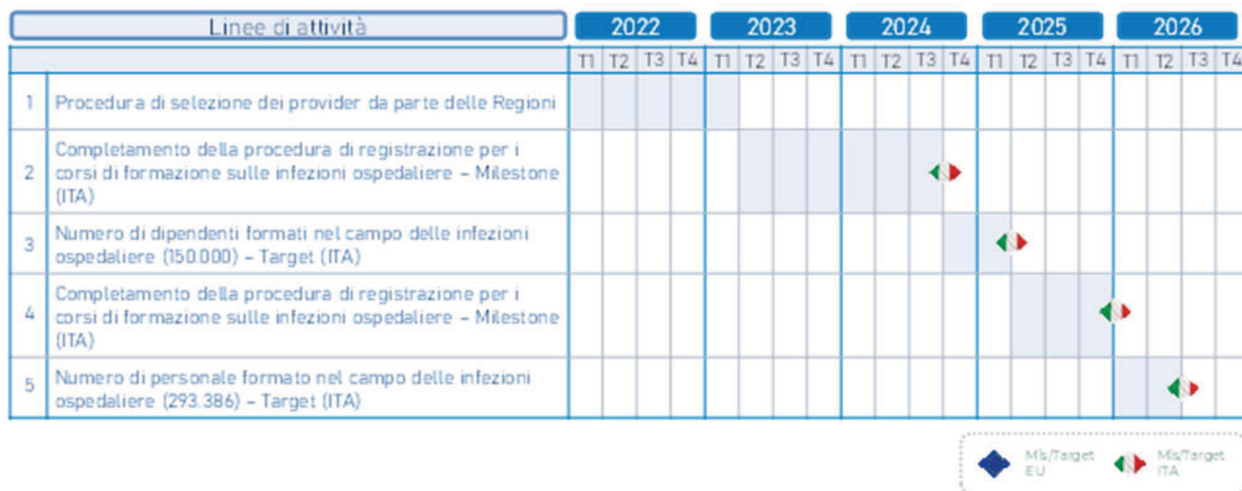 Linee di attività 2022 2023 2024 2025 2026
T1 T2 T3 T4 T1 T2 T3 T4 T1 T2 T3 T4 T1 T2 T3 T4 T1 T2 T3 T4
1 Procedura di selezione dei provider da parte delle Regioni
Completamento della procedura di registrazione per i
2 corsi di formazione sulle infezioni ospedaliere – Milestone
(ITA)
3 Numero di dipendenti formati nel campo delle infezioni
ospedaliere (150.000) – Target (ITA)
Completamento della procedura di registrazione per i
4 corsi di formazione sulle infezioni ospedaliere – Milestone
(ITA)
5 Numero di personale formato nel campo delle infezioni
ospedaliere (293.386) – Target (ITA)
Mls/Target Mls/Target
EU ITA